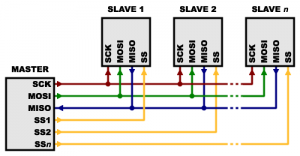 SLAVE 1
SLAVE 2
SLAVE n
SCK
MOSI
MISO
SS
SCK
MOSI
MISO
SS
SCK
MOSI
MISO
SS
MASTER
SCK
MOSI
MISO
SS1
SS2
SSn